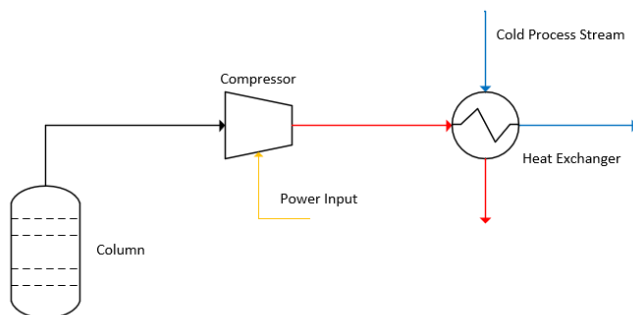 Cold Process Stream
Compressor
Heat Exchanger
Power Input
Column